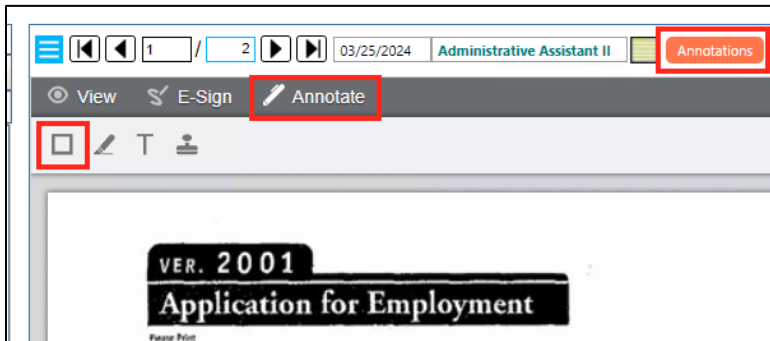 1 / 2 03/25/2024 Administrative Assistant II Annotations
View E-Sign Annotate
T
VER. 2001
Application for Employment
Please Print